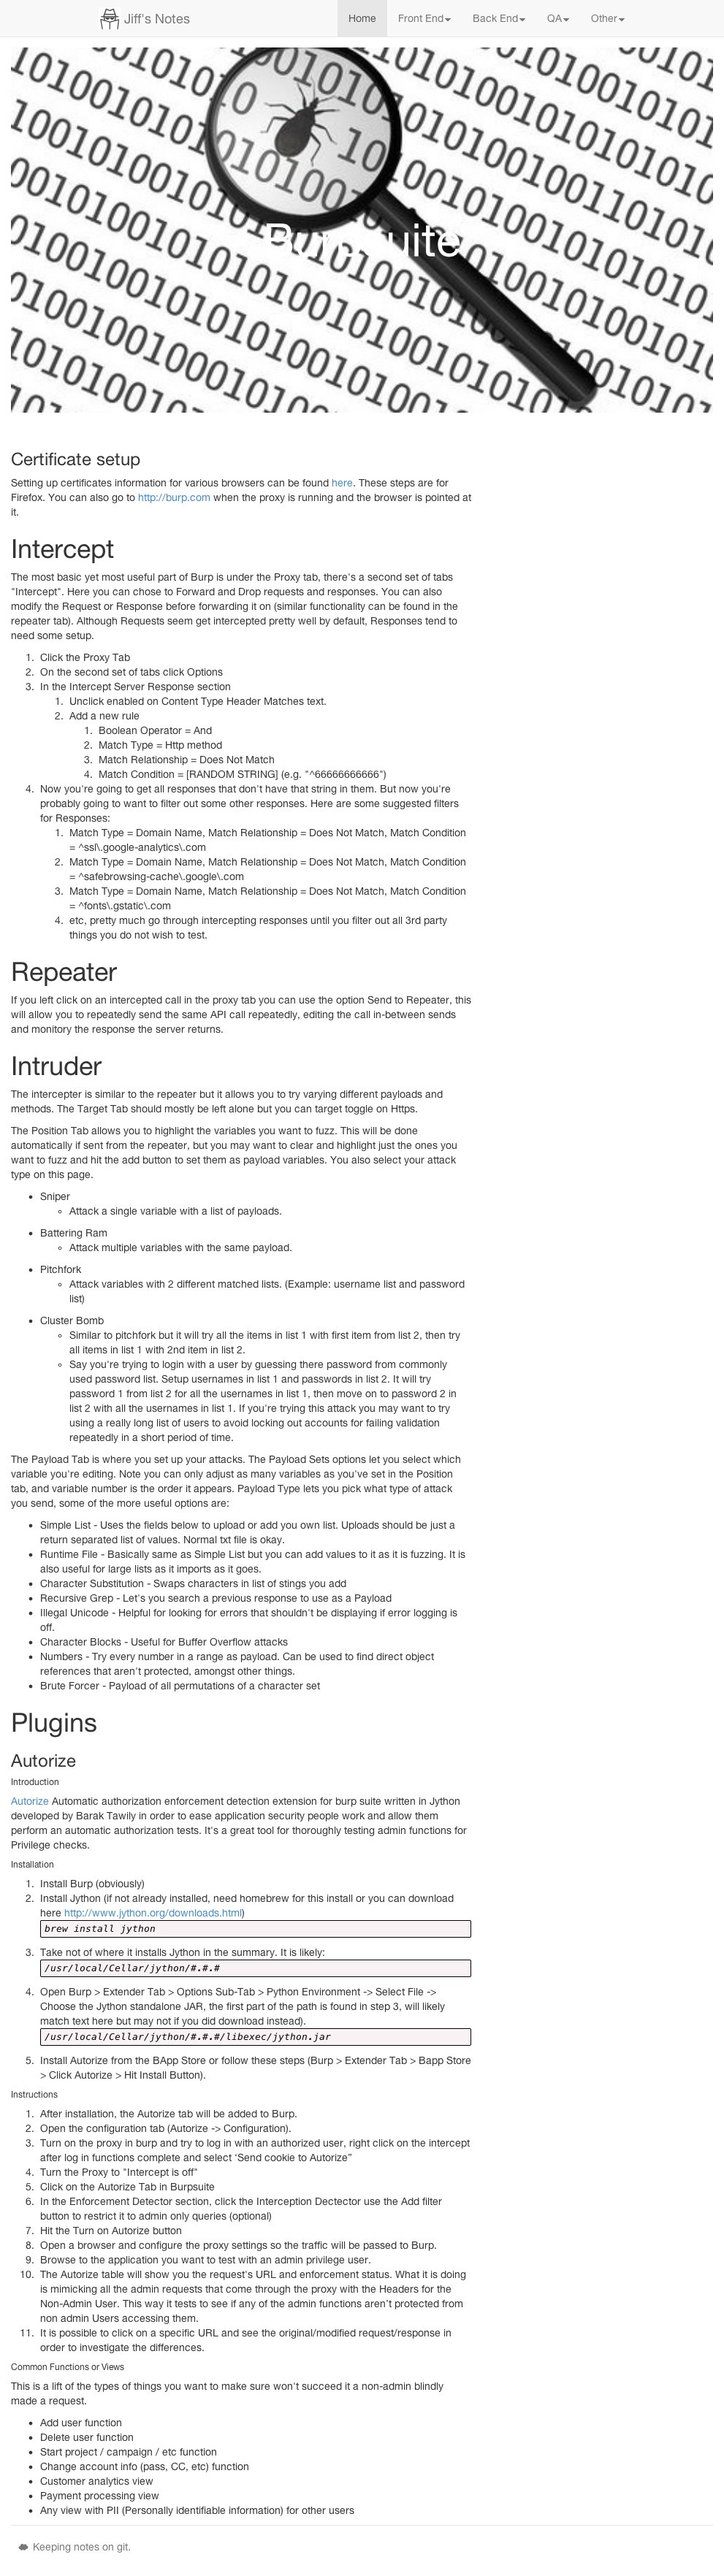 Jiff's Notes
Home
Front End
Back End
QA
Other
Burpsuite
Certificate setup
Setting up certificates information for various browsers can be found here. These steps are for
Firefox. You can also go to http://burp.com when the proxy is running and the browser is pointed at
it.
Intercept
The most basic yet most useful part of Burp is under the Proxy tab, there's a second set of tabs
"Intercept". Here you can chose to Forward and Drop requests and responses. You can also
modify the Request or Response before forwarding it on (similar functionality can be found in the
repeater tab). Although Requests seem get intercepted pretty well by default, Responses tend to
need some setup.
1. Click the Proxy Tab
2. On the second set of tabs click Options
3. In the Intercept Server Response section
1. Unclick enabled on Content Type Header Matches text.
2. Add a new rule
1. Boolean Operator = And
2. Match Type = Http method
3. Match Relationship = Does Not Match
4. Match Condition = [RANDOM STRING] (e.g. "^66666666666")
4. Now you're going to get all responses that don't have that string in them. But now you're
probably going to want to filter out some other responses. Here are some suggested filters
for Responses:
1. Match Type = Domain Name, Match Relationship = Does Not Match, Match Condition
= ^ssl\.google-analytics\.com
2. Match Type = Domain Name, Match Relationship = Does Not Match, Match Condition
= ^safebrowsing-cache\.google\.com
3. Match Type = Domain Name, Match Relationship = Does Not Match, Match Condition
= ^fonts\.gstatic\.com
4. etc, pretty much go through intercepting responses until you filter out all 3rd party
things you do not wish to test.
Repeater
If you left click on an intercepted call in the proxy tab you can use the option Send to Repeater, this
will allow you to repeatedly send the same API call repeatedly, editing the call in-between sends
and monitory the response the server returns.
Intruder
The intercepter is similar to the repeater but it allows you to try varying different payloads and
methods. The Target Tab should mostly be left alone but you can target toggle on Https.
The Position Tab allows you to highlight the variables you want to fuzz. This will be done
automatically if sent from the repeater, but you may want to clear and highlight just the ones you
want to fuzz and hit the add button to set them as payload variables. You also select your attack
type on this page.
• Sniper
◦ Attack a single variable with a list of payloads.
• Battering Ram
◦ Attack multiple variables with the same payload.
• Pitchfork
◦ Attack variables with 2 different matched lists. (Example: username list and password
list)
• Cluster Bomb
◦ Similar to pitchfork but it will try all the items in list 1 with first item from list 2, then try
all items in list 1 with 2nd item in list 2.
◦ Say you're trying to login with a user by guessing there password from commonly
used password list. Setup usernames in list 1 and passwords in list 2. It will try
password 1 from list 2 for all the usernames in list 1, then move on to password 2 in
list 2 with all the usernames in list 1. If you're trying this attack you may want to try
using a really long list of users to avoid locking out accounts for failing validation
repeatedly in a short period of time.
The Payload Tab is where you set up your attacks. The Payload Sets options let you select which
variable you're editing. Note you can only adjust as many variables as you've set in the Position
tab, and variable number is the order it appears. Payload Type lets you pick what type of attack
you send, some of the more useful options are:
• Simple List - Uses the fields below to upload or add you own list. Uploads should be just a
return separated list of values. Normal txt file is okay.
• Runtime File - Basically same as Simple List but you can add values to it as it is fuzzing. It is
also useful for large lists as it imports as it goes.
• Character Substitution - Swaps characters in list of stings you add
• Recursive Grep - Let's you search a previous response to use as a Payload
• Illegal Unicode - Helpful for looking for errors that shouldn't be displaying if error logging is
off.
• Character Blocks - Useful for Buffer Overflow attacks
• Numbers - Try every number in a range as payload. Can be used to find direct object
references that aren't protected, amongst other things.
• Brute Forcer - Payload of all permutations of a character set
Plugins
Autorize
Introduction
Autorize Automatic authorization enforcement detection extension for burp suite written in Jython
developed by Barak Tawily in order to ease application security people work and allow them
perform an automatic authorization tests. It's a great tool for thoroughly testing admin functions for
Privilege checks.
Installation
1. Install Burp (obviously)
2. Install Jython (if not already installed, need homebrew for this install or you can download
here http://www.jython.org/downloads.html)
brew install jython
3. Take not of where it installs Jython in the summary. It is likely:
/usr/local/Cellar/jython/#.#.#
4. Open Burp > Extender Tab > Options Sub-Tab > Python Environment -> Select File ->
Choose the Jython standalone JAR, the first part of the path is found in step 3, will likely
match text here but may not if you did download instead).
/usr/local/Cellar/jython/#.#.#/libexec/jython.jar
5. Install Autorize from the BApp Store or follow these steps (Burp > Extender Tab > Bapp Store
> Click Autorize > Hit Install Button).
Instructions
1. After installation, the Autorize tab will be added to Burp.
2. Open the configuration tab (Autorize -> Configuration).
3. Turn on the proxy in burp and try to log in with an authorized user, right click on the intercept
after log in functions complete and select 'Send cookie to Autorize"
4. Turn the Proxy to "Intercept is off"
5. Click on the Autorize Tab in Burpsuite
6. In the Enforcement Detector section, click the Interception Dectector use the Add filter
button to restrict it to admin only queries (optional)
7. Hit the Turn on Autorize button
8. Open a browser and configure the proxy settings so the traffic will be passed to Burp.
9. Browse to the application you want to test with an admin privilege user.
10. The Autorize table will show you the request's URL and enforcement status. What it is doing
is mimicking all the admin requests that come through the proxy with the Headers for the
Non-Admin User. This way it tests to see if any of the admin functions aren't protected from
non admin Users accessing them.
11. It is possible to click on a specific URL and see the original/modified request/response in
order to investigate the differences.
Common Functions or Views
This is a lift of the types of things you want to make sure won't succeed it a non-admin blindly
made a request.
• Add user function
• Delete user function
• Start project / campaign / etc function
• Change account info (pass, CC, etc) function
• Customer analytics view
• Payment processing view
• Any view with PII (Personally identifiable information) for other users
Keeping notes on git.